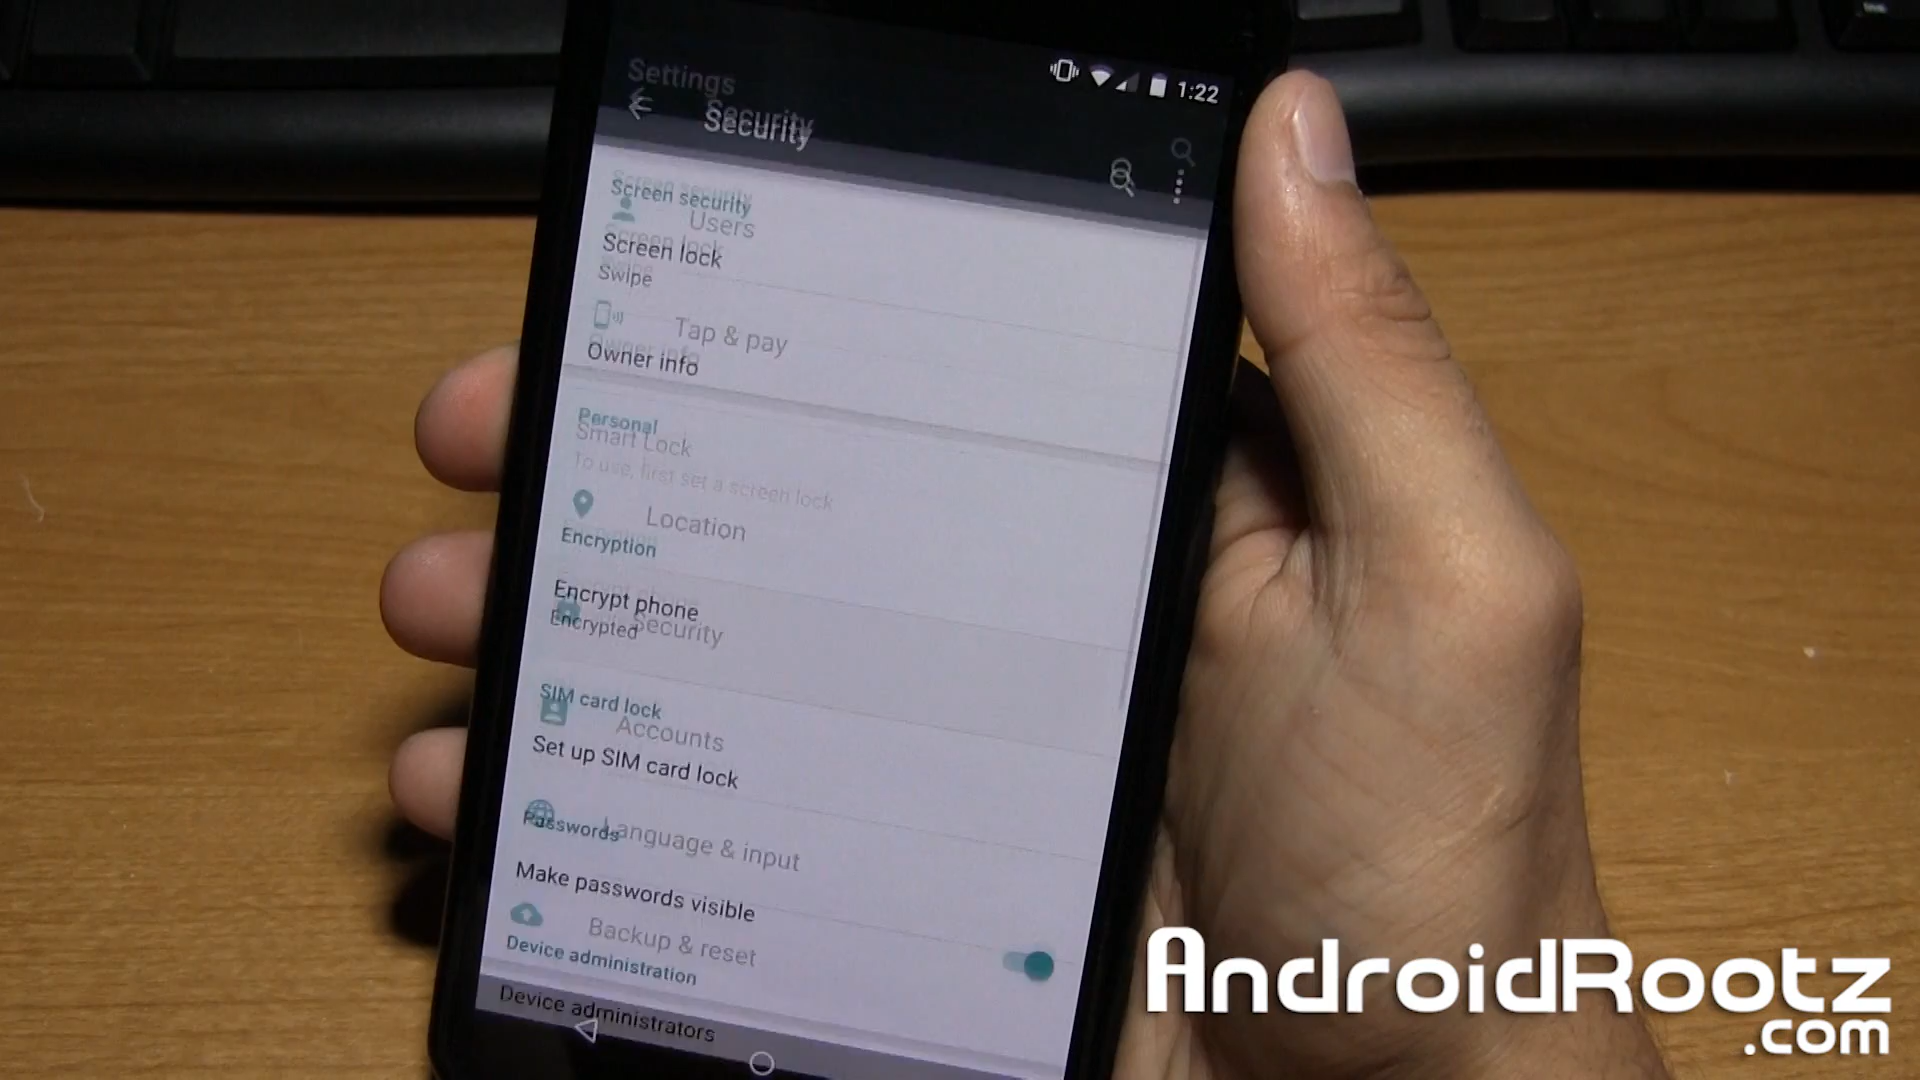 1:22
Settings
Security
Security
Screen security
Users
Screen lock
Swipe
Tap & pay
Owner info
Personal
Smart Lock
To use, first set a screen lock
Location
Encryption
Encrypt phone
Encrypted
Security
SIM card lock
Accounts
Set up SIM card lock
Passwords
Language & input
Make passwords visible
Backup & reset
Device administration
Device administrators
AndroidRootz
.com